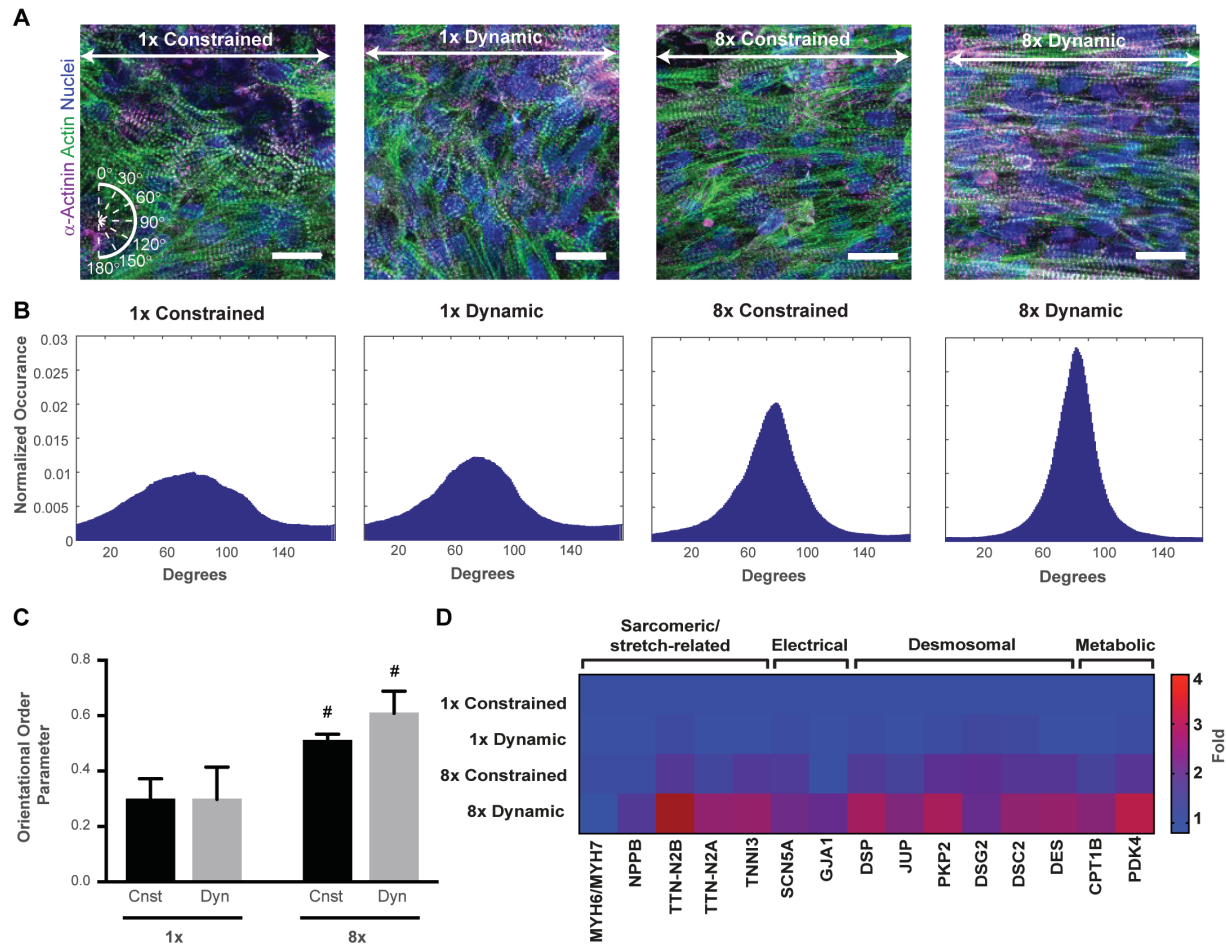 A
1x Constrained
1x Dynamic
8x Constrained
8x Dynamic
α-Actinin Actin Nuclei
0° 30°
60°
90°
120°
180° 150°
B
1x Constrained
1x Dynamic
8x Constrained
8x Dynamic
Normalized Occurance
0.03
0.025
0.02
0.015
0.01
0.005
0
20 60 100 140
20 60 100 140
20 60 100 140
20 60 100 140
Degrees
Degrees
Degrees
Degrees
C
Orientational Order
Parameter
0.8
0.6
0.4
0.2
0.0
#
#
Cnst
Dyn
Cnst
Dyn
1x
8x
D
Sarcomeric/
stretch-related
Electrical
Desmosomal
Metabolic
1x Constrained
1x Dynamic
8x Constrained
8x Dynamic
4
3
2
1
Fold
MYH6/MYH7
NPPB
TTN-N2B
TTN-N2A
TNNI3
SCN5A
GJA1
DSP
JUP
PKP2
DSG2
DSC2
DES
CPT1B
PDK4